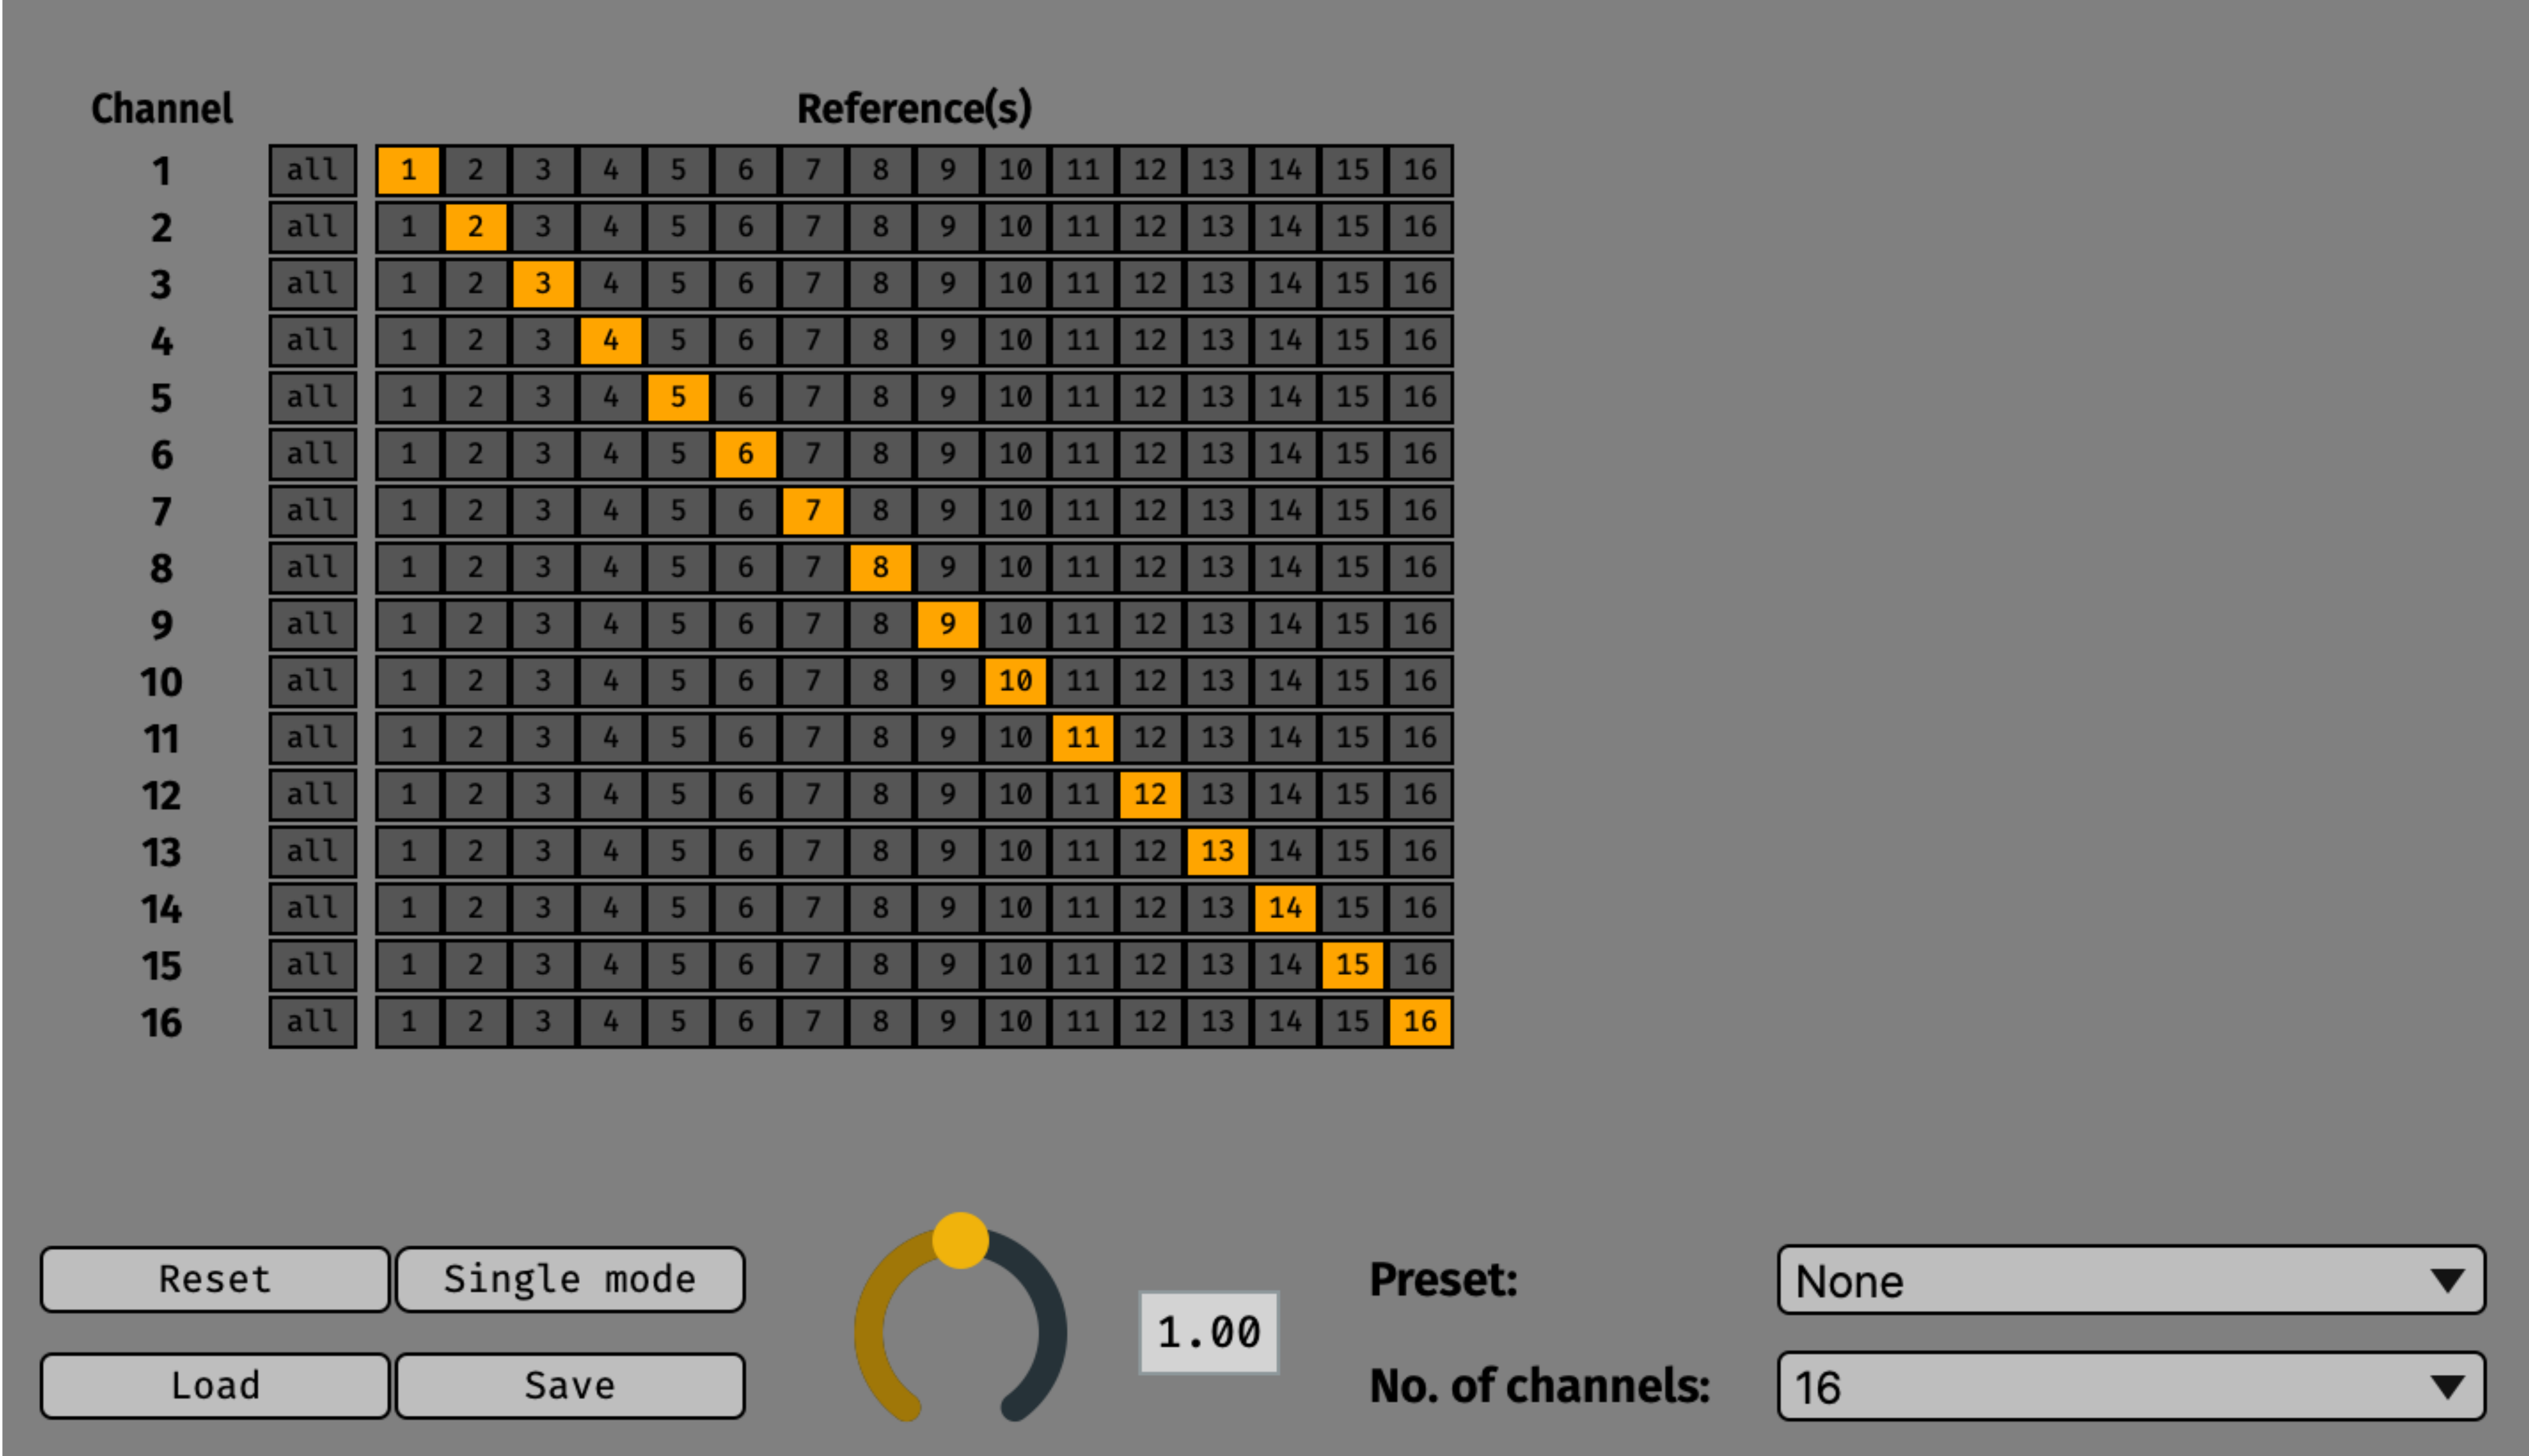 Channel Reference(s)
1 all 1 2 3 4 5 6 7 8 9 10 11 12 13 14 15 16
2 all 1 2 3 4 5 6 7 8 9 10 11 12 13 14 15 16
3 all 1 2 3 4 5 6 7 8 9 10 11 12 13 14 15 16
4 all 1 2 3 4 5 6 7 8 9 10 11 12 13 14 15 16
5 all 1 2 3 4 5 6 7 8 9 10 11 12 13 14 15 16
6 all 1 2 3 4 5 6 7 8 9 10 11 12 13 14 15 16
7 all 1 2 3 4 5 6 7 8 9 10 11 12 13 14 15 16
8 all 1 2 3 4 5 6 7 8 9 10 11 12 13 14 15 16
9 all 1 2 3 4 5 6 7 8 9 10 11 12 13 14 15 16
10 all 1 2 3 4 5 6 7 8 9 10 11 12 13 14 15 16
11 all 1 2 3 4 5 6 7 8 9 10 11 12 13 14 15 16
12 all 1 2 3 4 5 6 7 8 9 10 11 12 13 14 15 16
13 all 1 2 3 4 5 6 7 8 9 10 11 12 13 14 15 16
14 all 1 2 3 4 5 6 7 8 9 10 11 12 13 14 15 16
15 all 1 2 3 4 5 6 7 8 9 10 11 12 13 14 15 16
16 all 1 2 3 4 5 6 7 8 9 10 11 12 13 14 15 16
Reset Single mode Preset: None
1.00
Load Save No. of channels: 16